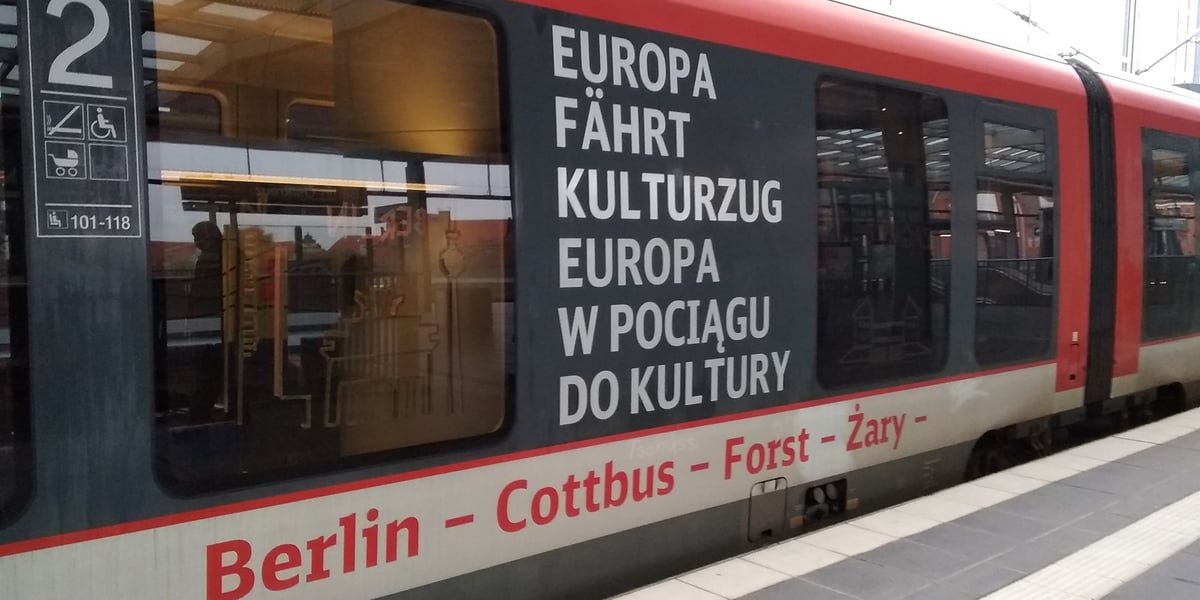 2
101-118
EUROPA
FÄHRT
KULTURZUG
EUROPA
W POCIĄGU
DO KULTURY
Berlin – Cottbus – Forst – Żary –